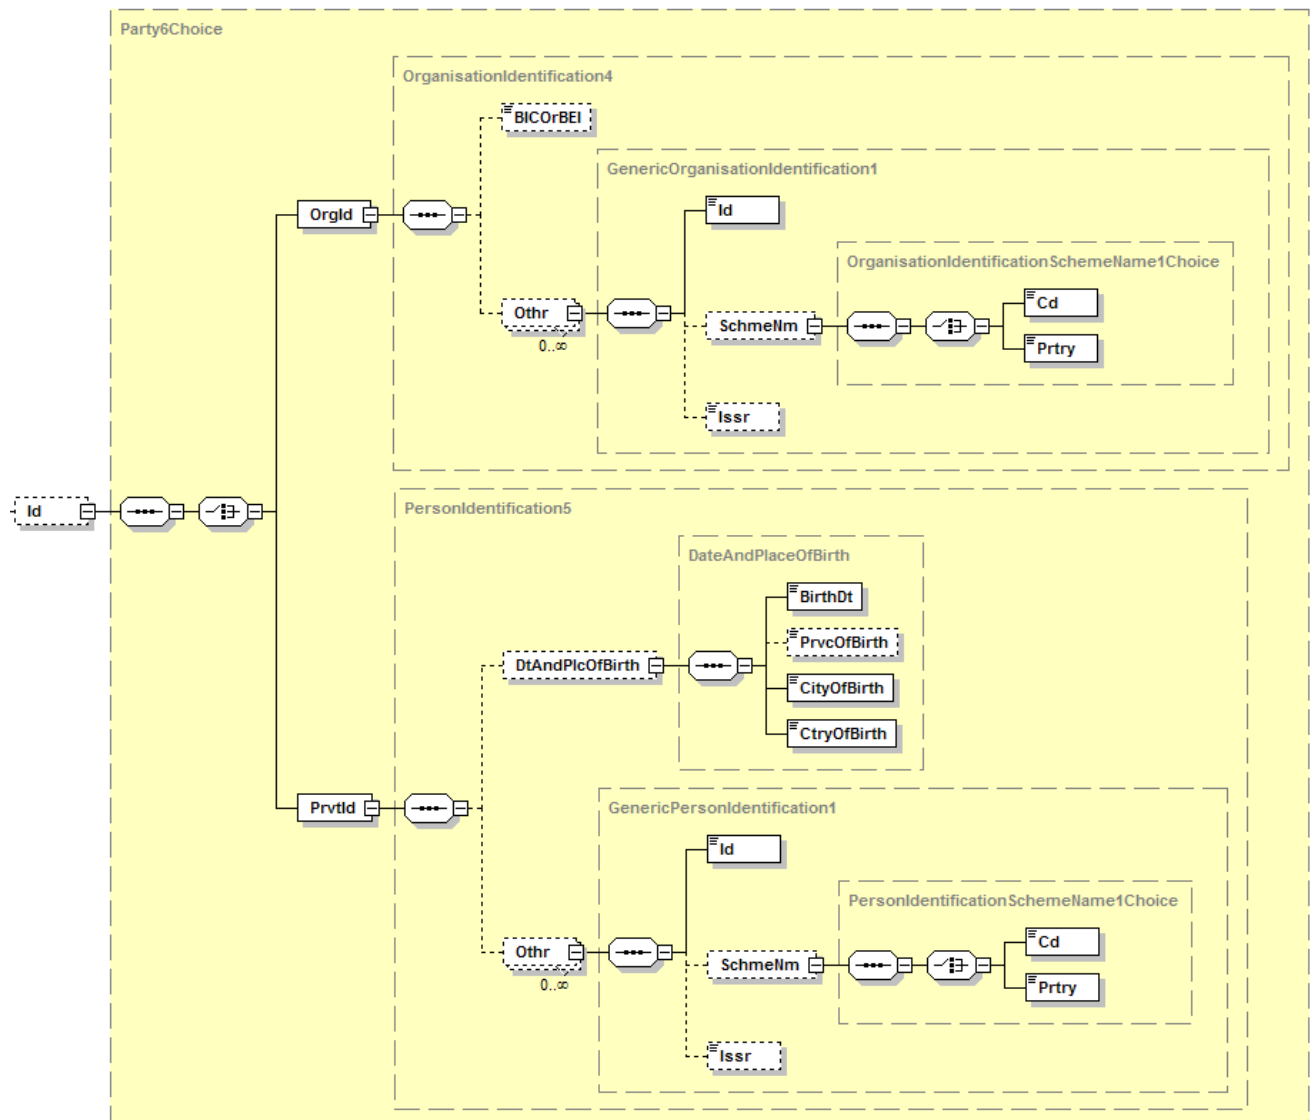 Party6Choice
OrganisationIdentification4
BICOrBEI
GenericOrganisationIdentification1
Id
OrgId
OrganisationIdentificationSchemeName1Choice
Cd
Othr
SchmeNm
Prtry
0..∞
Issr
Id
PersonIdentification5
DateAndPlaceOfBirth
BirthDt
PrvcOfBirth
DtAndPlcOfBirth
CityOfBirth
CtryOfBirth
PrvtId
GenericPersonIdentification1
Id
PersonIdentificationSchemeName1Choice
Cd
Othr
SchmeNm
Prtry
0..∞
Issr